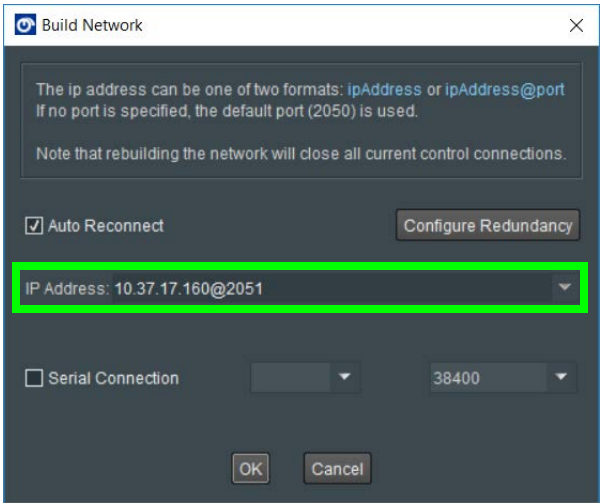 Build Network
The ip address can be one of two formats: ipAddress or ipAddress@port
If no port is specified, the default port (2050) is used.
Note that rebuilding the network will close all current control connections.
Auto Reconnect
Configure Redundancy
IP Address: 10.37.17.160@2051
Serial Connection
38400
OK
Cancel